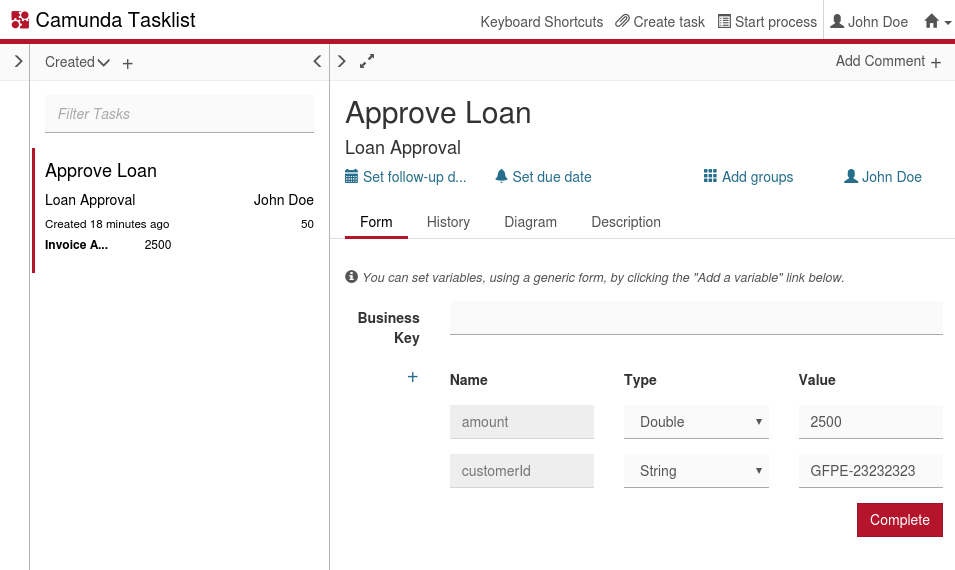 Camunda Tasklist
Keyboard Shortcuts Create task Start process John Doe
Created +
Add Comment +
Filter Tasks
Approve Loan
Loan Approval John Doe
Created 18 minutes ago 50
Invoice A... 2500
Approve Loan
Loan Approval
Set follow-up d... Set due date Add groups John Doe
Form History Diagram Description
You can set variables, using a generic form, by clicking the "Add a variable" link below.
Business
Key
+ Name Type Value
amount Double 2500
customerId String GFPE-23232323
Complete